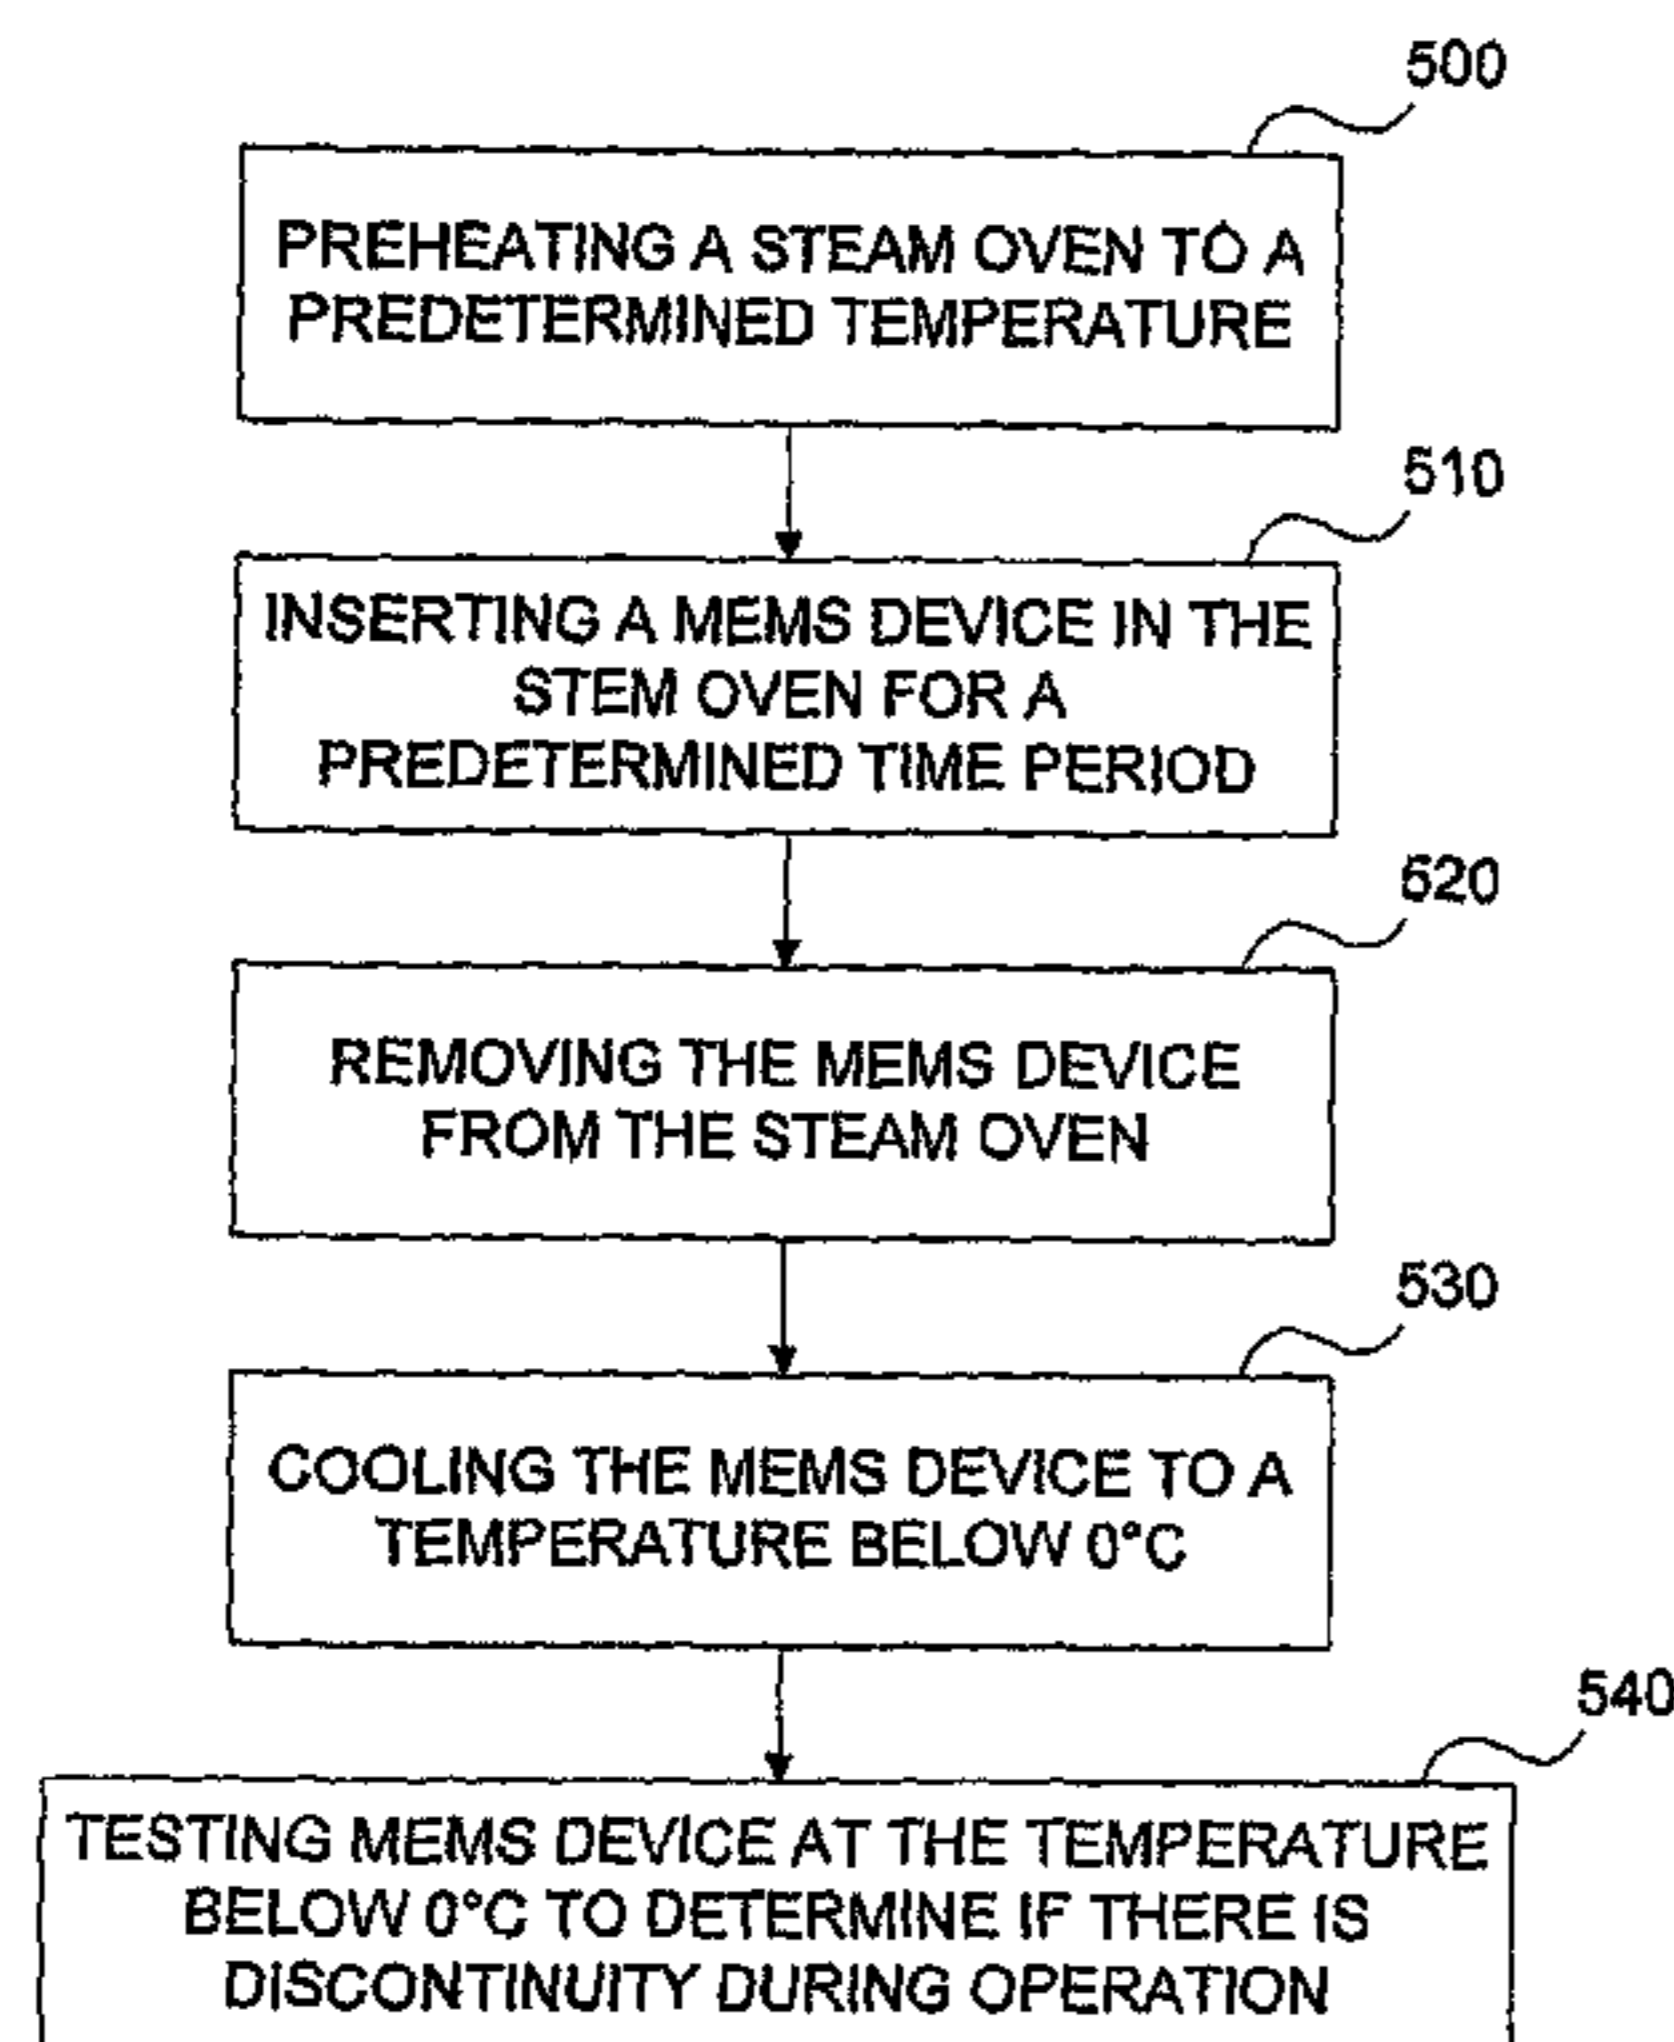 500
PREHEATING A STEAM OVEN TO A
PREDETERMINED TEMPERATURE
510
INSERTING A MEMS DEVICE IN THE
STEM OVEN FOR A
PREDETERMINED TIME PERIOD
520
REMOVING THE MEMS DEVICE
FROM THE STEAM OVEN
530
COOLING THE MEMS DEVICE TO A
TEMPERATURE BELOW 0°C
540
TESTING MEMS DEVICE AT THE TEMPERATURE
BELOW 0°C TO DETERMINE IF THERE IS
DISCONTINUITY DURING OPERATION